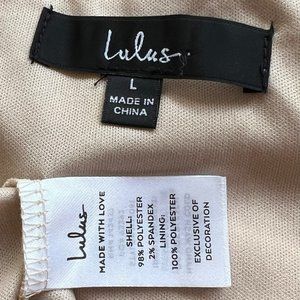 Lulus
L
MADE IN
CHINA
Lulus
MADE WITH LOVE
SHELL:
98% POLYESTER
2% SPANDEX
LINING:
100% POLYESTER
EXCLUSIVE OF
DECORATION